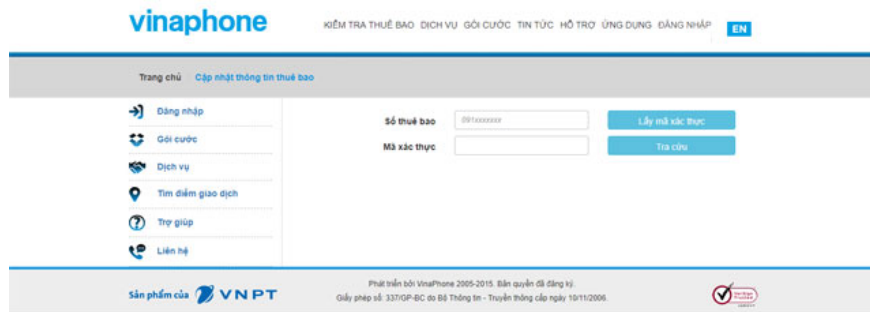 vinaphone
KIỂM TRA THUÊ BAO DỊCH VỤ GÓI CƯỚC TIN TỨC HỖ TRỢ ỨNG DỤNG ĐĂNG NHẬP EN
Trang chủ Cập nhật thông tin thuê bao
Đăng nhập
Gói cước
Dịch vụ
Tìm điểm giao dịch
Trợ giúp
Liên hệ
Số thuê bao 091xxxxxxx Lấy mã xác thực
Mã xác thực Tra cứu
Sản phẩm của VNPT
Phát triển bởi VinaPhone 2005-2015. Bản quyền đã đăng ký.
Giấy phép số: 337/GP-BC do Bộ Thông tin - Truyền thông cấp ngày 10/11/2006.